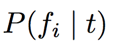 P(f_i | t)